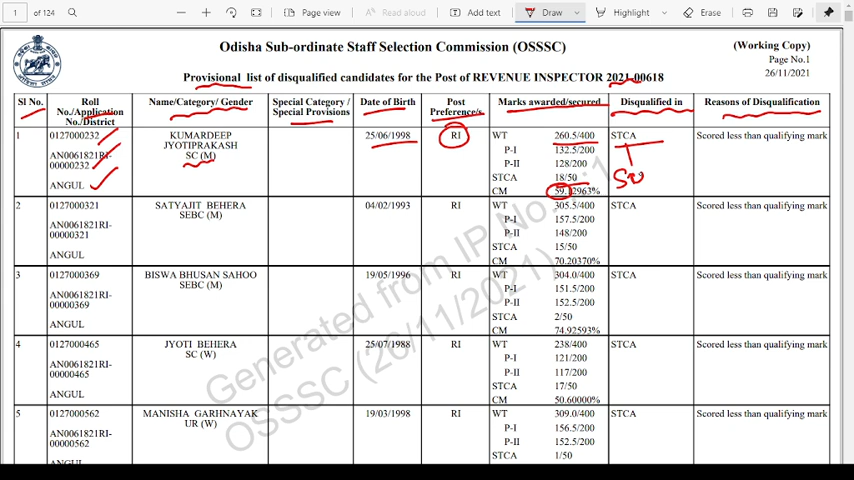 1 of 124 Page view Read aloud Add text Draw Highlight Erase Share
Odisha Sub-ordinate Staff Selection Commission (OSSSC)
(Working Copy)
Page No.1
26/11/2021
Provisional list of disqualified candidates for the Post of REVENUE INSPECTOR 2021-00618
Sl No. Roll No./Application No./District Name/Category/ Gender Special Category / Special Provisions Date of Birth Post Preference/s Marks awarded/secured Disqualified in Reasons of Disqualification
1 0127000232 KUMARDEEP 25/06/1998 RI WT 260.5/400 STCA Scored less than qualifying mark
JYOTIPRAKASH P-I 132.5/200
AN0061821RI- SC (M) P-II 128/200
00000232 STCA 18/50
ANGUL CM 59.12963%
2 0127000321 SATYAJIT BEHERA 04/02/1993 RI WT 305.5/400 STCA Scored less than qualifying mark
SEBC (M) P-I 157.5/200
AN0061821RI- P-II 148/200
00000321 STCA 15/50
ANGUL CM 70.20370%
3 0127000369 BISWA BHUSAN SAHOO 19/05/1996 RI WT 304.0/400 STCA Scored less than qualifying mark
SEBC (M) P-I 151.5/200
AN0061821RI- P-II 152.5/200
00000369 STCA 2/50
ANGUL CM 74.92593%
4 0127000465 JYOTI BEHERA 25/07/1988 RI WT 238/400 STCA Scored less than qualifying mark
SC (W) P-I 121/200
AN0061821RI- P-II 117/200
00000465 STCA 17/50
ANGUL CM 50.60000%
5 0127000562 MANISHA GARHNAYAK 19/03/1998 RI WT 309.0/400 STCA Scored less than qualifying mark
UR (W) P-I 156.5/200
AN0061821RI- P-II 152.5/200
00000562 STCA 1/50
Generated from IP No.
OSSSC (26/11/2021)